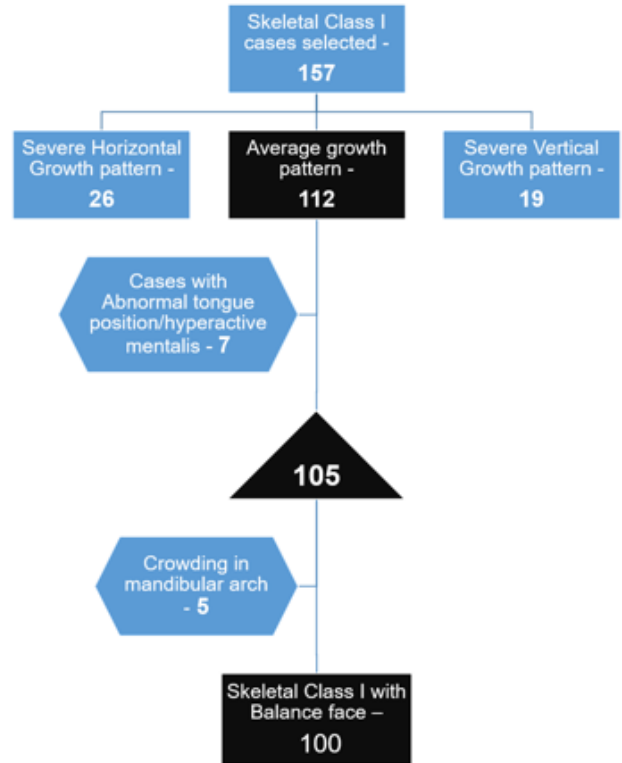 Skeletal Class I
cases selected -
157
Severe Horizontal
Growth pattern -
26
Average growth
pattern -
112
Severe Vertical
Growth pattern -
19
Cases with
Abnormal tongue
position/hyperactive
mentalis - 7
105
Crowding in
mandibular arch
- 5
Skeletal Class I with
Balance face –
100